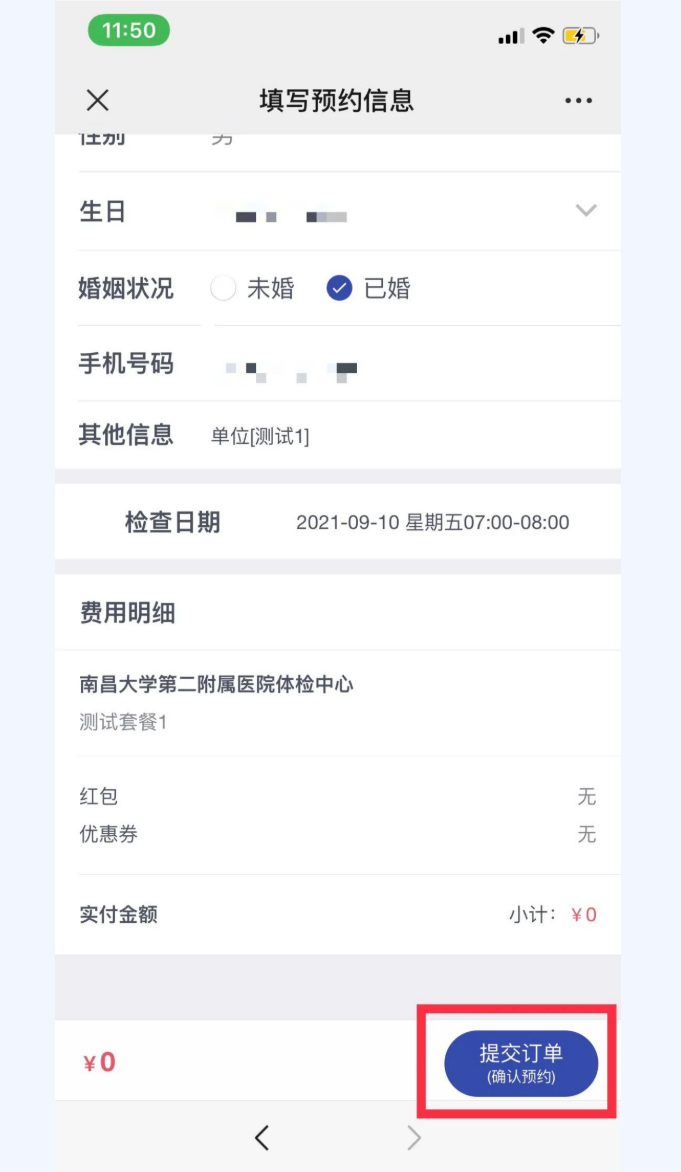 11:50
填写预约信息
性别 男
生日
婚姻状况 未婚 已婚
手机号码
其他信息 单位[测试1]
检查日期 2021-09-10 星期五07:00-08:00
费用明细
南昌大学第二附属医院体检中心
测试套餐1
红包 无
优惠券 无
实付金额 小计：￥0
￥0
提交订单
(确认预约)